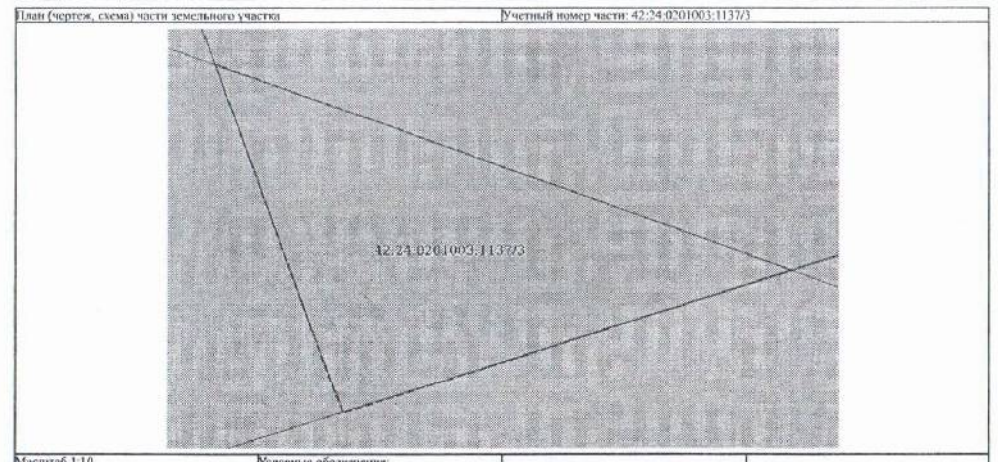 План (чертеж, схема) части земельного участка
Учетный номер части: 42:24:0201003:1137/3
42:24:0201003:1137/3
Масштаб 1:10
Условные обозначения: